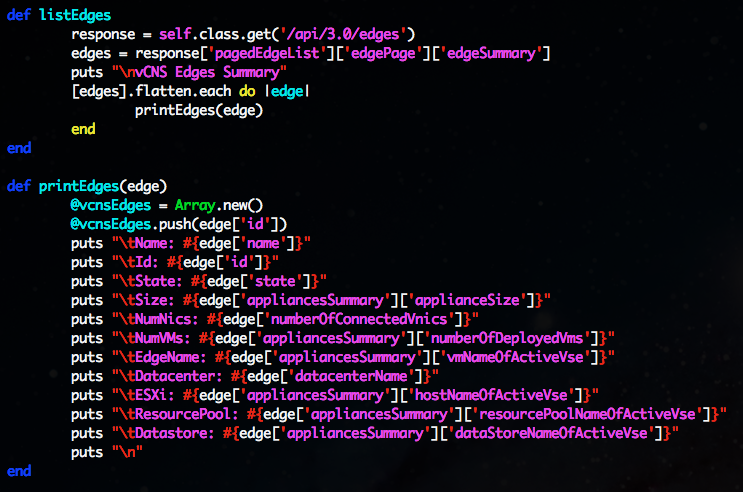 def listEdges
        response = self.class.get('/api/3.0/edges')
        edges = response['pagedEdgeList']['edgePage']['edgeSummary']
        puts "\nvCNS Edges Summary"
        [edges].flatten.each do |edge|
                printEdges(edge)
        end
end

def printEdges(edge)
        @vcnsEdges = Array.new()
        @vcnsEdges.push(edge['id'])
        puts "\tName: #{edge['name']}"
        puts "\tId: #{edge['id']}"
        puts "\tState: #{edge['state']}"
        puts "\tSize: #{edge['appliancesSummary']['applianceSize']}"
        puts "\tNumNics: #{edge['numberOfConnectedVnics']}"
        puts "\tNumVMs: #{edge['appliancesSummary']['numberOfDeployedVms']}"
        puts "\tEdgeName: #{edge['appliancesSummary']['vmNameOfActiveVse']}"
        puts "\tDatacenter: #{edge['datacenterName']}"
        puts "\tESXi: #{edge['appliancesSummary']['hostNameOfActiveVse']}"
        puts "\tResourcePool: #{edge['appliancesSummary']['resourcePoolNameOfActiveVse']}"
        puts "\tDatastore: #{edge['appliancesSummary']['dataStoreNameOfActiveVse']}"
        puts "\n"
end